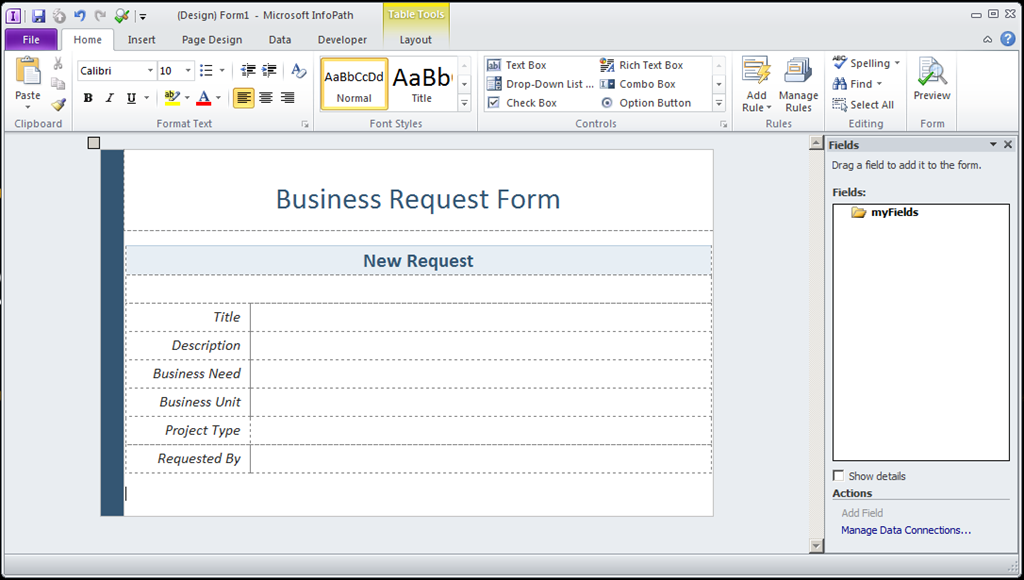 (Design) Form1 - Microsoft InfoPath
Table Tools
File Home Insert Page Design Data Developer Layout
Paste
Clipboard
Calibri 10
B I U
Format Text
AaBbCcDd
Normal
AaBb
Title
Font Styles
Text Box
Drop-Down List ...
Check Box
Rich Text Box
Combo Box
Option Button
Controls
Add
Rule
Manage
Rules
Rules
Spelling
Find
Select All
Editing
Preview
Form
Business Request Form
New Request
Title
Description
Business Need
Business Unit
Project Type
Requested By
Fields
Drag a field to add it to the form.
Fields:
myFields
Show details
Actions
Add Field
Manage Data Connections...